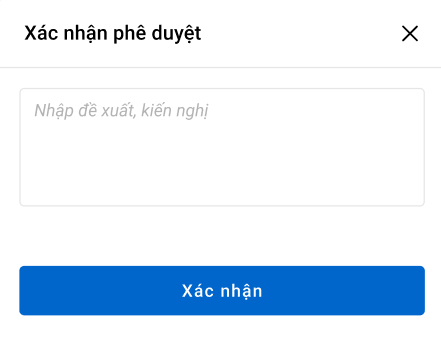 Xác nhận phê duyệt
Nhập đề xuất, kiến nghị
Xác nhận